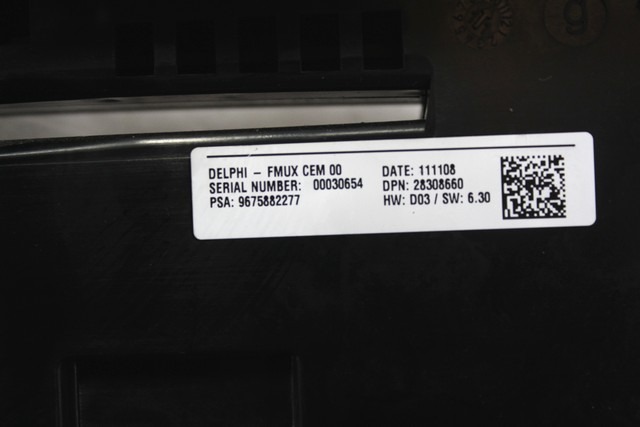 DELPHI – FMUX CEM 00 DATE: 111108
SERIAL NUMBER: 00030654 DPN: 28308660
PSA: 9675882277 HW: D03 / SW: 6.30